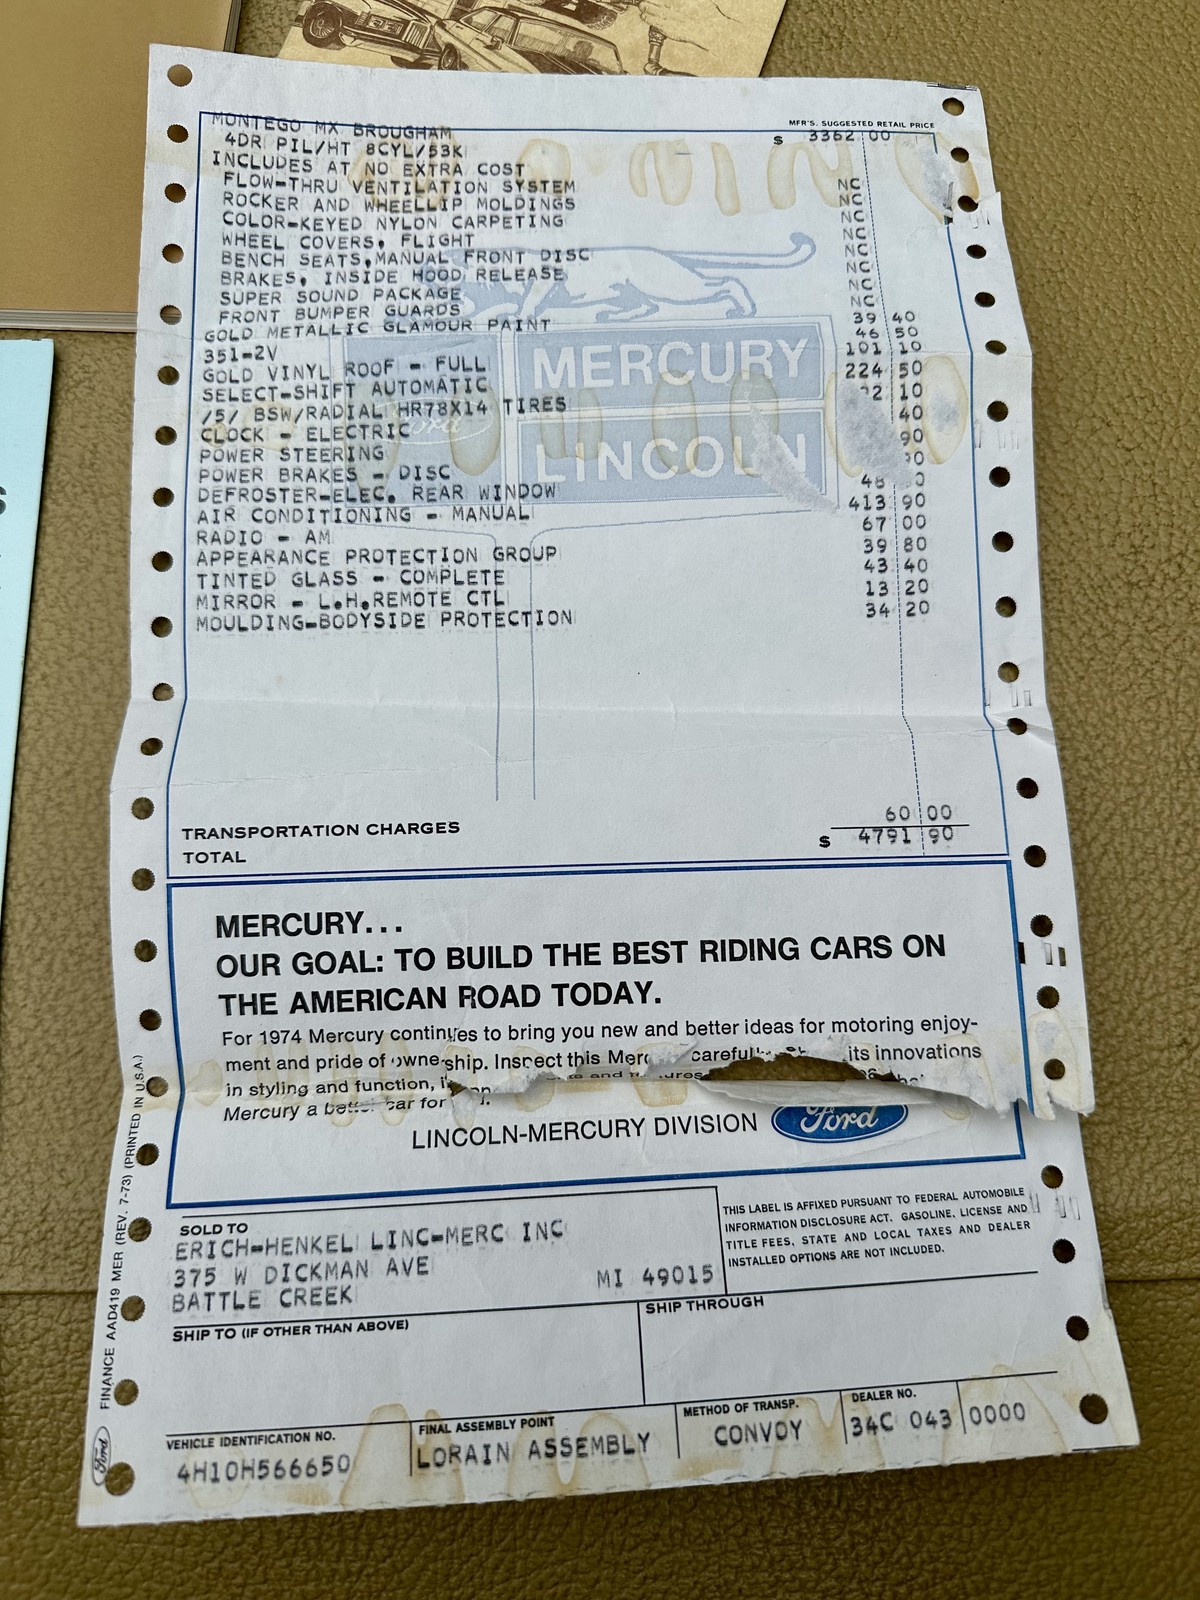 MFR'S. SUGGESTED RETAIL PRICE
MONTEGO MX BROUGHAM $ 3362 00
4DR PIL/HT 8CYL/53K
INCLUDES AT NO EXTRA COST
FLOW-THRU VENTILATION SYSTEM NC
ROCKER AND WHEELLIP MOLDINGS NC
COLOR-KEYED NYLON CARPETING NC
WHEEL COVERS, FLIGHT NC
BENCH SEATS,MANUAL FRONT DISC NC
BRAKES, INSIDE HOOD RELEASE NC
SUPER SOUND PACKAGE NC
FRONT BUMPER GUARDS NC
GOLD METALLIC GLAMOUR PAINT 39 40
351-2V 46 50
GOLD VINYL ROOF - FULL 101 10
SELECT-SHIFT AUTOMATIC 224 50
/5/ BSW/RADIAL HR78X14 TIRES 10
CLOCK - ELECTRIC 40
POWER STEERING 90
POWER BRAKES - DISC
DEFROSTER-ELEC. REAR WINDOW 48
AIR CONDITIONING - MANUAL 413 90
RADIO - AM 67 00
APPEARANCE PROTECTION GROUP 39 80
TINTED GLASS - COMPLETE 43 40
MIRROR - L.H.REMOTE CTL 13 20
MOULDING-BODYSIDE PROTECTION 34 20
MERCURY
LINCOLN
Ford
TRANSPORTATION CHARGES 60 00
TOTAL $ 4791 90
MERCURY...
OUR GOAL: TO BUILD THE BEST RIDING CARS ON
THE AMERICAN ROAD TODAY.
For 1974 Mercury continues to bring you new and better ideas for motoring enjoy-
ment and pride of ownership. Inspect this Merc carefully its innovations
in styling and function, and
Mercury a better car for
LINCOLN-MERCURY DIVISION Ford
SOLD TO
ERICH-HENKEL LINC-MERC INC
375 W DICKMAN AVE
BATTLE CREEK MI 49015
THIS LABEL IS AFFIXED PURSUANT TO FEDERAL AUTOMOBILE
INFORMATION DISCLOSURE ACT. GASOLINE, LICENSE AND
TITLE FEES, STATE AND LOCAL TAXES AND DEALER
INSTALLED OPTIONS ARE NOT INCLUDED.
SHIP TO (IF OTHER THAN ABOVE)
SHIP THROUGH
VEHICLE IDENTIFICATION NO.
4H10H566650
FINAL ASSEMBLY POINT
LORAIN ASSEMBLY
METHOD OF TRANSP.
CONVOY
DEALER NO.
34C 043 0000
Ford FINANCE AAD419 MER (REV. 7-73) (PRINTED IN U.S.A.)
S